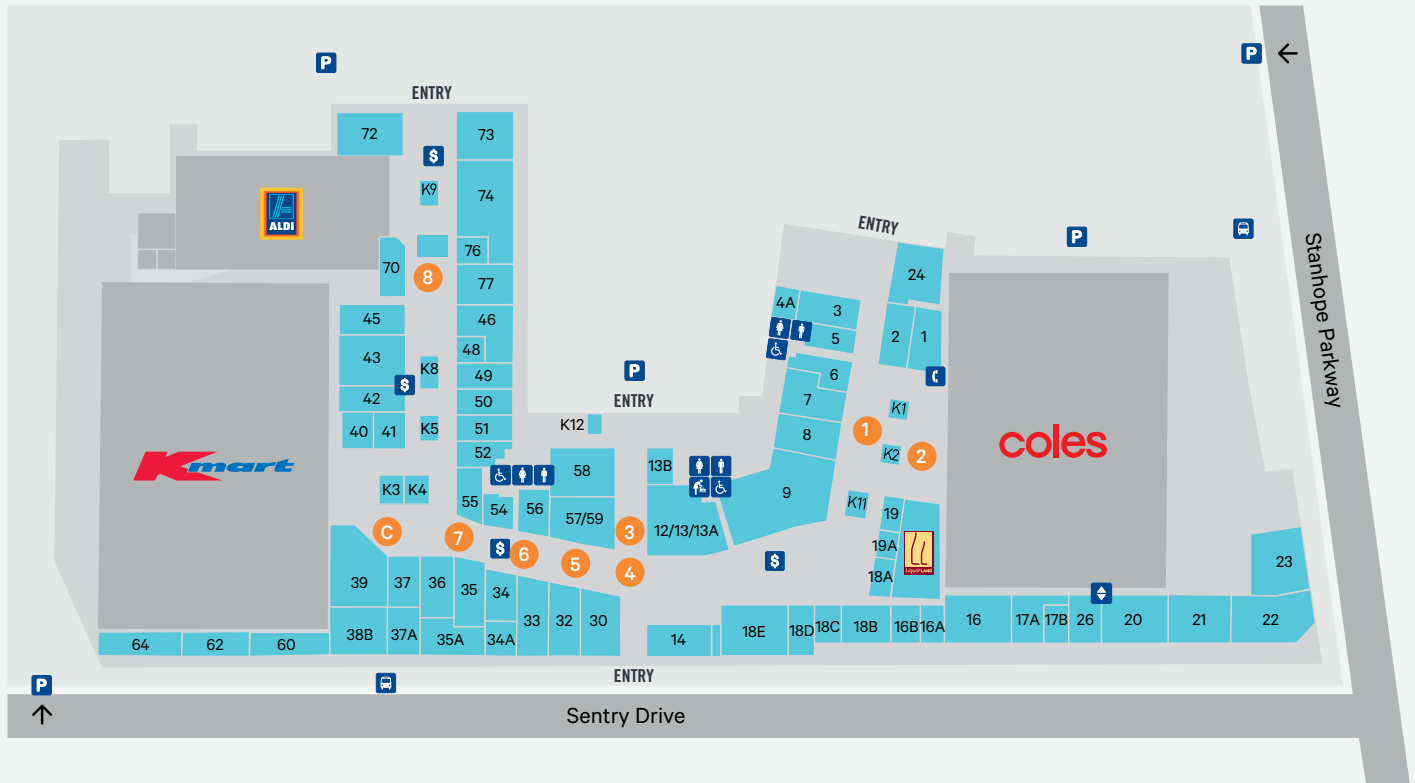 P
P
ENTRY
72
73
$
K9
74
ALDI
ENTRY
P
24
70
76
8
77
4A
3
45
46
5
2
1
43
48
K8
49
$
42
P
6
7
50
ENTRY
K1
40
41
K5
51
K12
8
1
Kmart
52
58
13B
K2
2
coles
K3
K4
55
54
56
57/59
9
K11
19
C
7
$
6
5
3
4
12/13/13A
19A
LIQUORLAND
$
18A
23
39
37
36
35
34
33
32
30
38B
37A
35A
34A
14
18E
18D
18C
18B
16B
16A
16
17A
17B
26
20
21
22
64
62
60
ENTRY
P
Sentry Drive
Stanhope Parkway